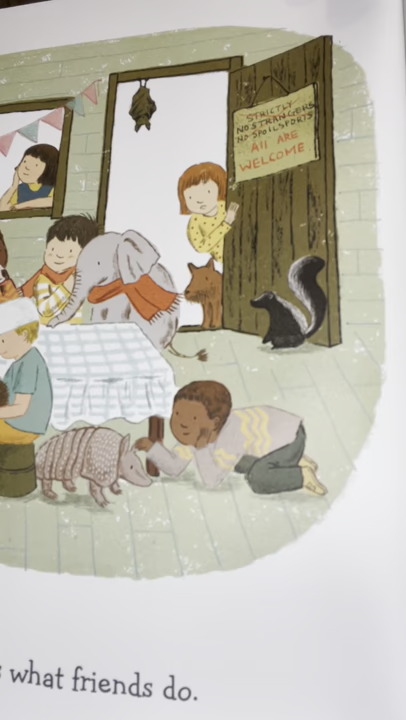 STRICTLY
NO STRANGERS
NO SPOILSPORTS
All ARE
WELCOME
what friends do.